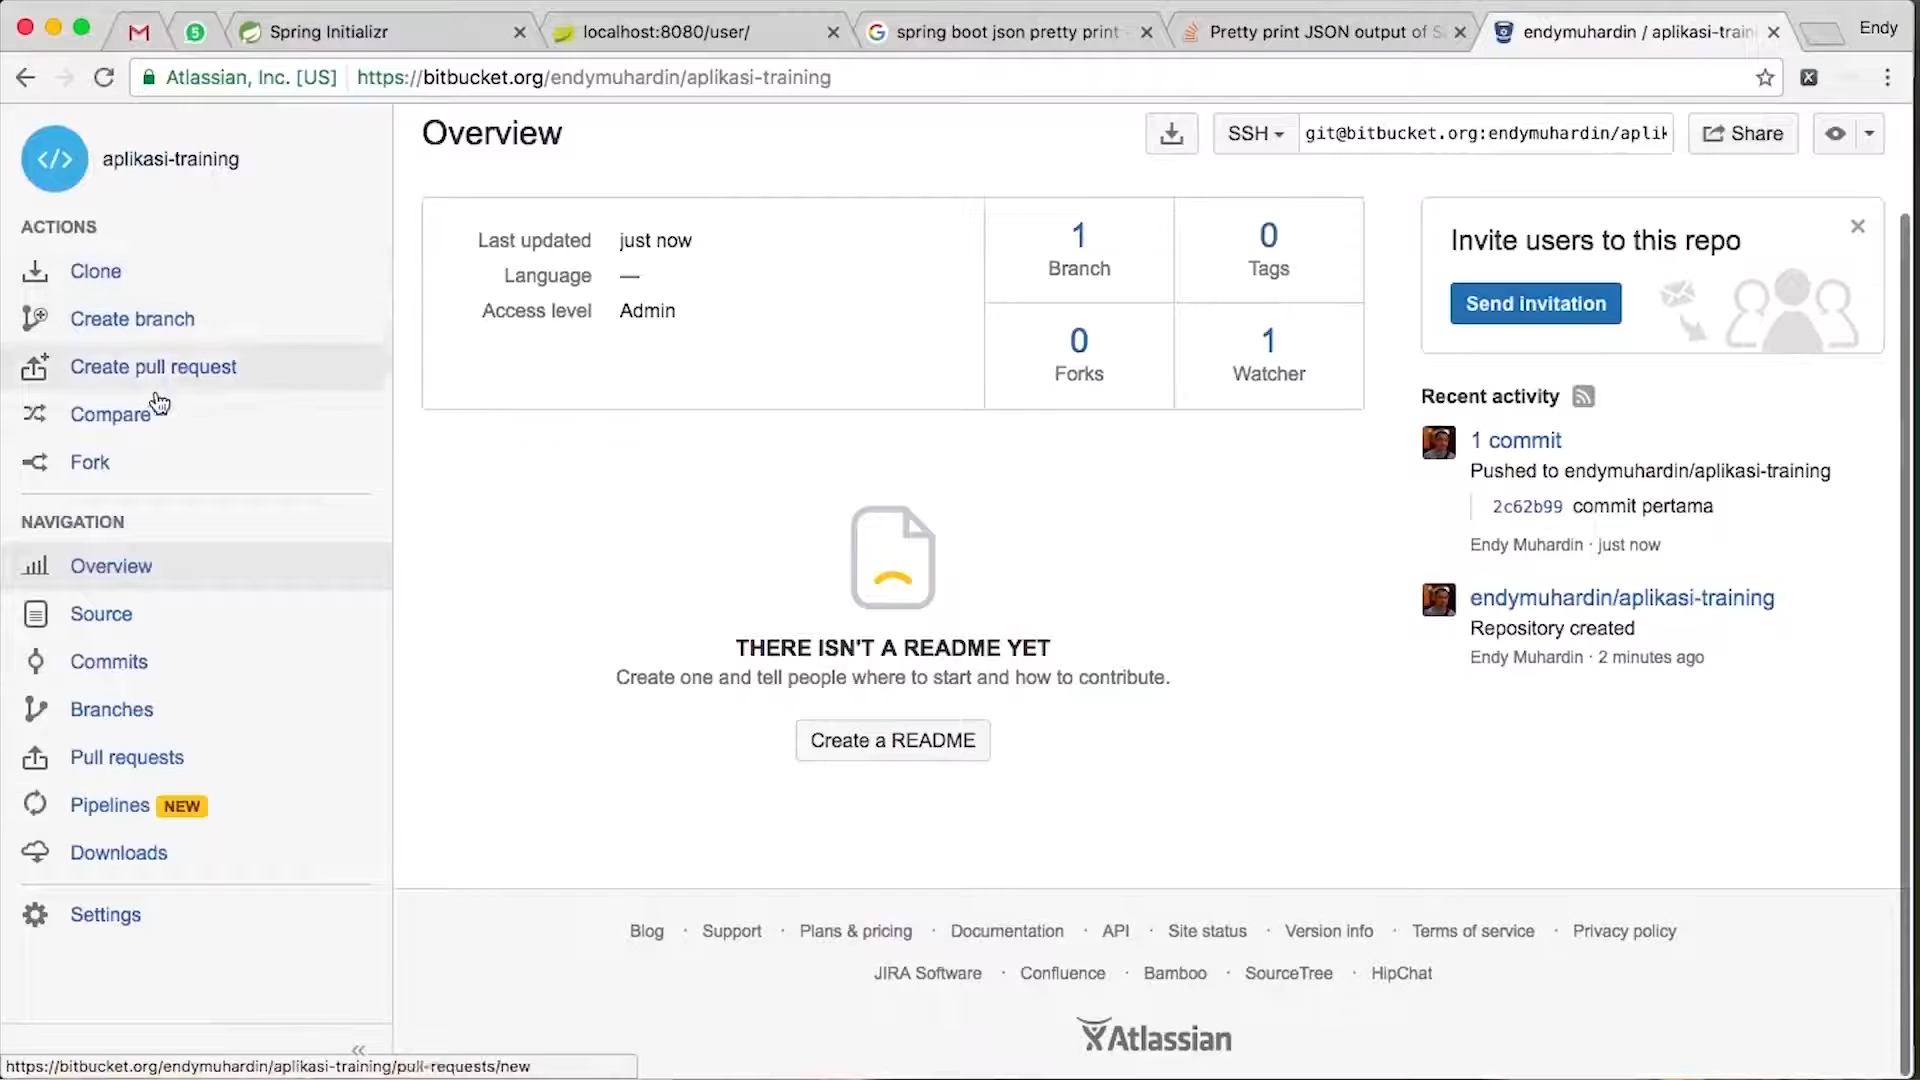 Spring Initializr
localhost:8080/user/
spring boot json pretty print
Pretty print JSON output of S
endymuhardin / aplikasi-train
Endy
5
Atlassian, Inc. [US]
https://bitbucket.org/endymuhardin/aplikasi-training
aplikasi-training
ACTIONS
Clone
Create branch
Create pull request
Compare
Fork
NAVIGATION
Overview
Source
Commits
Branches
Pull requests
Pipelines NEW
Downloads
Settings
Overview
SSH
git@bitbucket.org:endymuhardin/aplik
Share
Last updated just now
Language —
Access level Admin
1
Branch
0
Tags
0
Forks
1
Watcher
THERE ISN'T A README YET
Create one and tell people where to start and how to contribute.
Create a README
Invite users to this repo
Send invitation
Recent activity
1 commit
Pushed to endymuhardin/aplikasi-training
2c62b99 commit pertama
Endy Muhardin · just now
endymuhardin/aplikasi-training
Repository created
Endy Muhardin · 2 minutes ago
Blog · Support · Plans & pricing · Documentation · API · Site status · Version info · Terms of service · Privacy policy
JIRA Software · Confluence · Bamboo · SourceTree · HipChat
Atlassian
https://bitbucket.org/endymuhardin/aplikasi-training/pull-requests/new